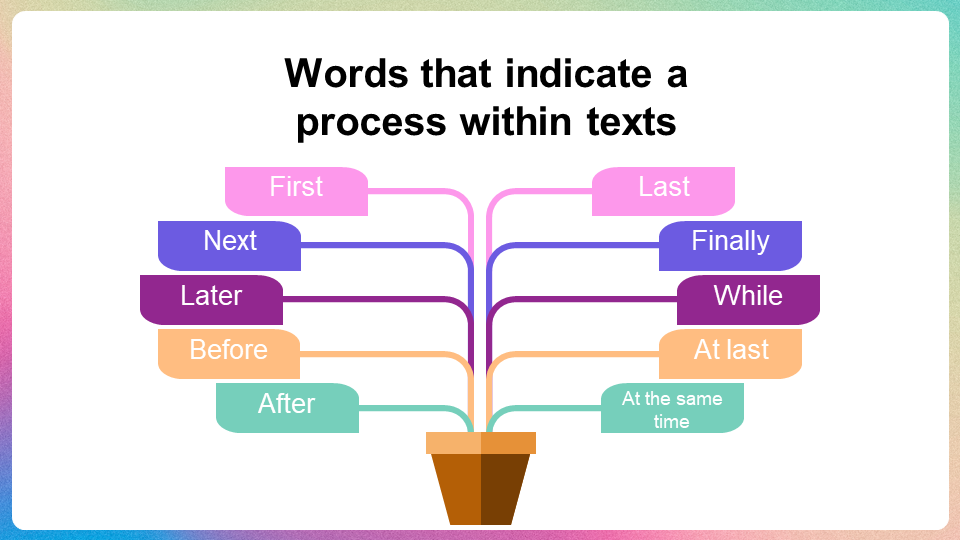 Words that indicate a
process within texts
First
Last
Next
Finally
Later
While
Before
At last
After
At the same
time